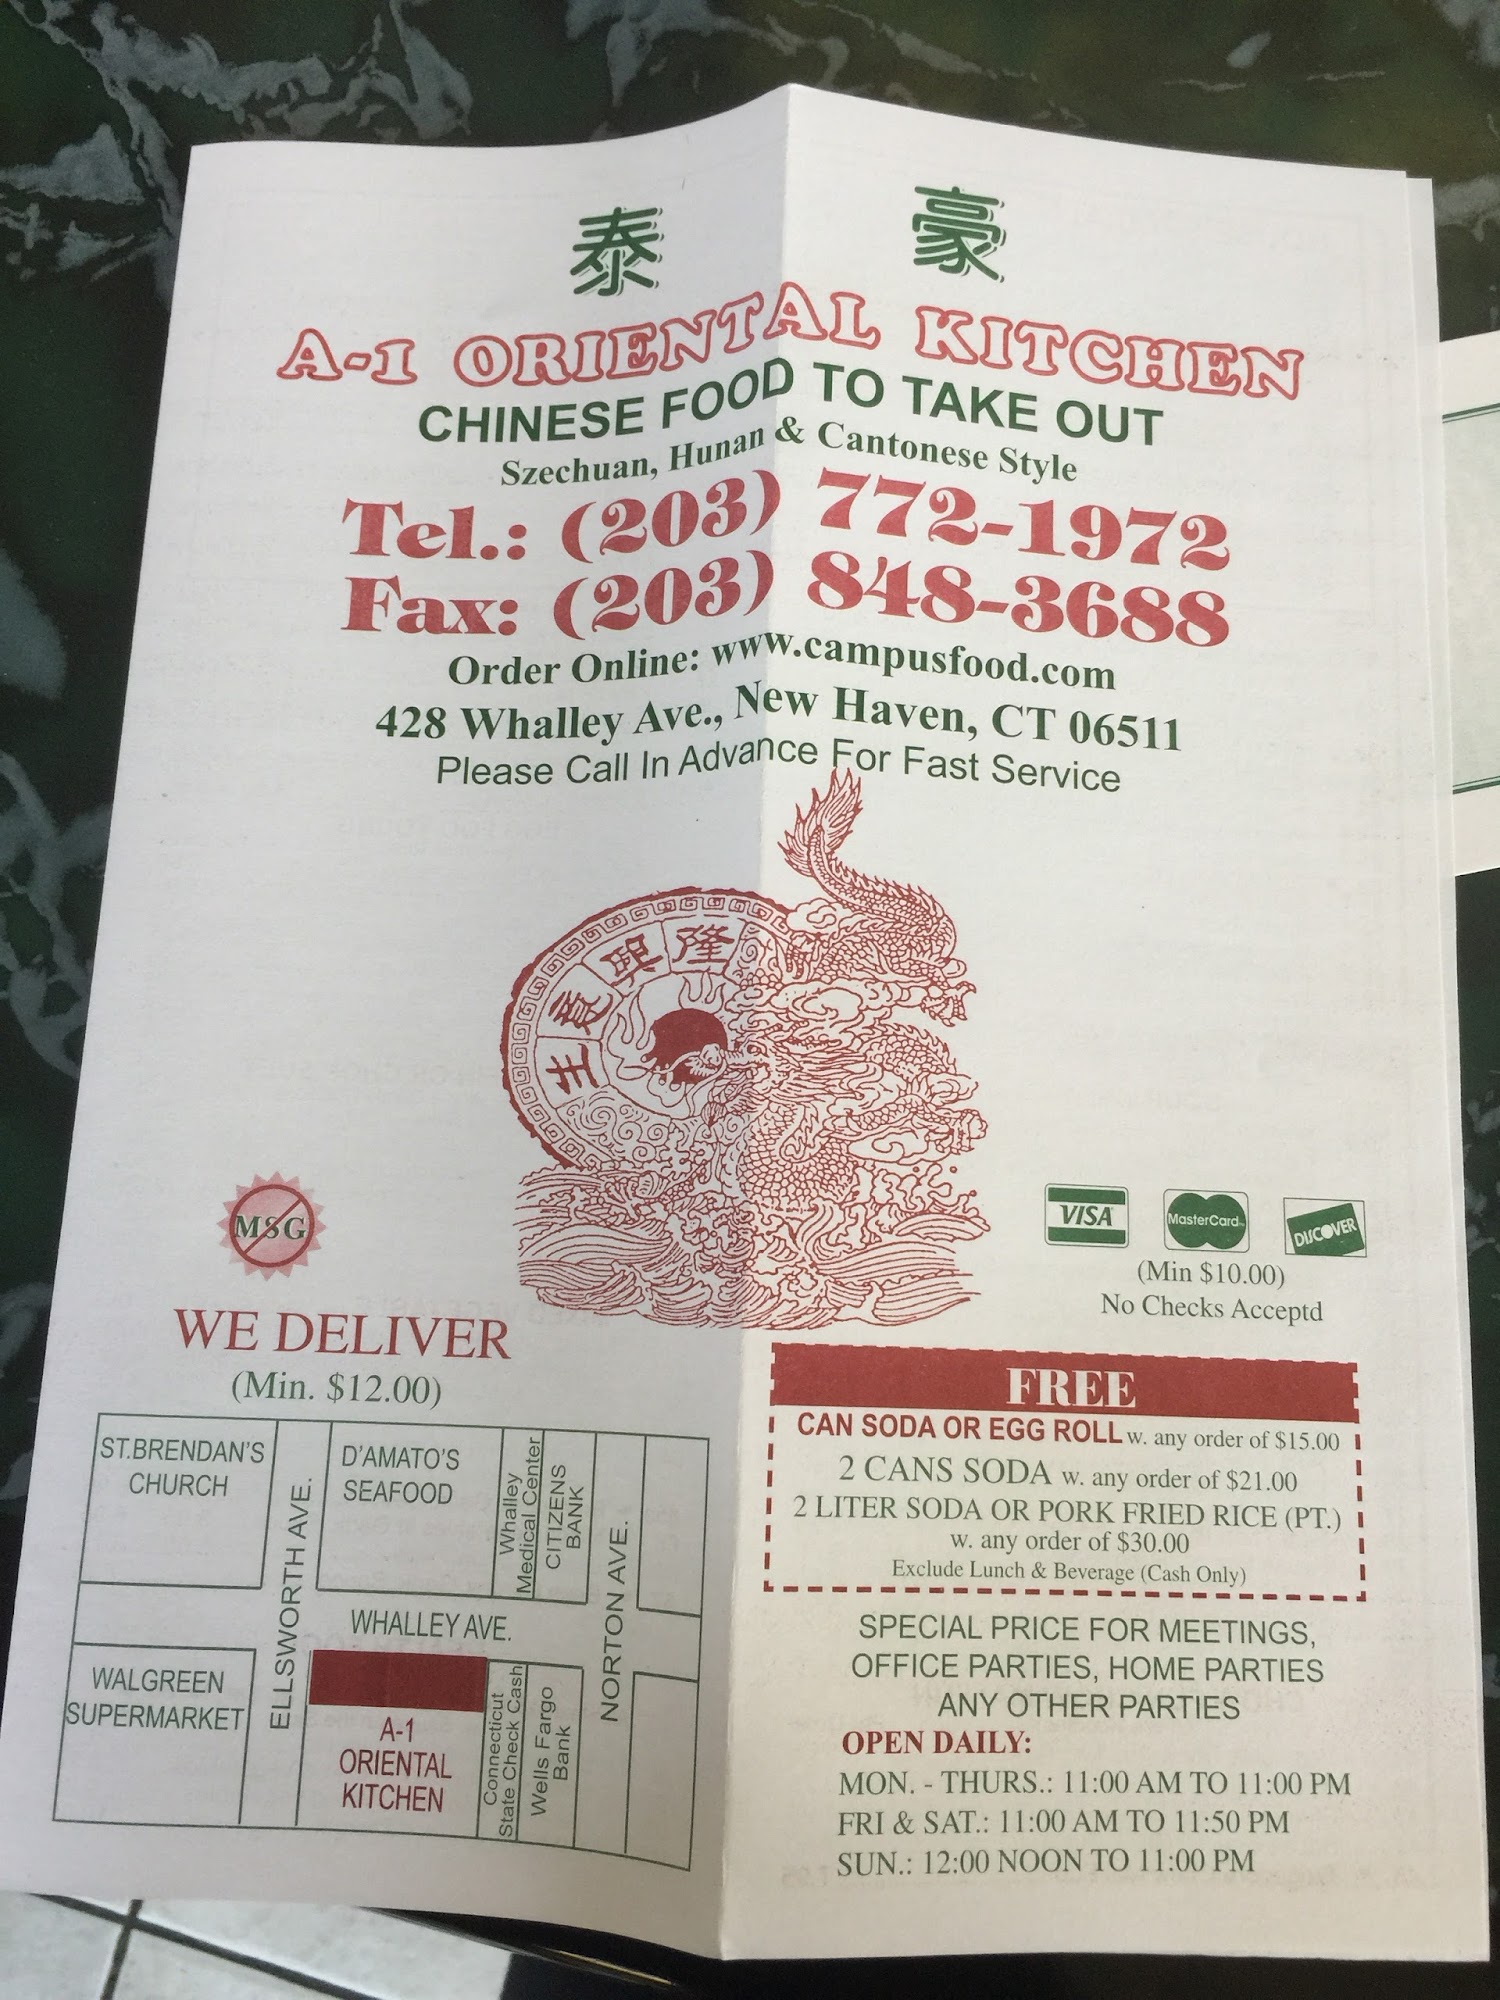 泰 豪
A-1 ORIENTAL KITCHEN
CHINESE FOOD TO TAKE OUT
Szechuan, Hunan & Cantonese Style
Tel.: (203) 772-1972
Fax: (203) 848-3688
Order Online: www.campusfood.com
428 Whalley Ave., New Haven, CT 06511
Please Call In Advance For Fast Service
生意興隆
MSG
WE DELIVER
(Min. $12.00)
ST.BRENDAN'S
CHURCH
ELLSWORTH AVE.
D'AMATO'S
SEAFOOD
Whalley
Medical Center
CITIZENS
BANK
NORTON AVE.
WHALLEY AVE.
WALGREEN
SUPERMARKET
A-1
ORIENTAL
KITCHEN
Connecticut
State Check Cash
Wells Fargo
Bank
VISA
MasterCard
DISCOVER
(Min $10.00)
No Checks Acceptd
FREE
CAN SODA OR EGG ROLL w. any order of $15.00
2 CANS SODA w. any order of $21.00
2 LITER SODA OR PORK FRIED RICE (PT.)
w. any order of $30.00
Exclude Lunch & Beverage (Cash Only)
SPECIAL PRICE FOR MEETINGS,
OFFICE PARTIES, HOME PARTIES
ANY OTHER PARTIES
OPEN DAILY:
MON. - THURS.: 11:00 AM TO 11:00 PM
FRI & SAT.: 11:00 AM TO 11:50 PM
SUN.: 12:00 NOON TO 11:00 PM